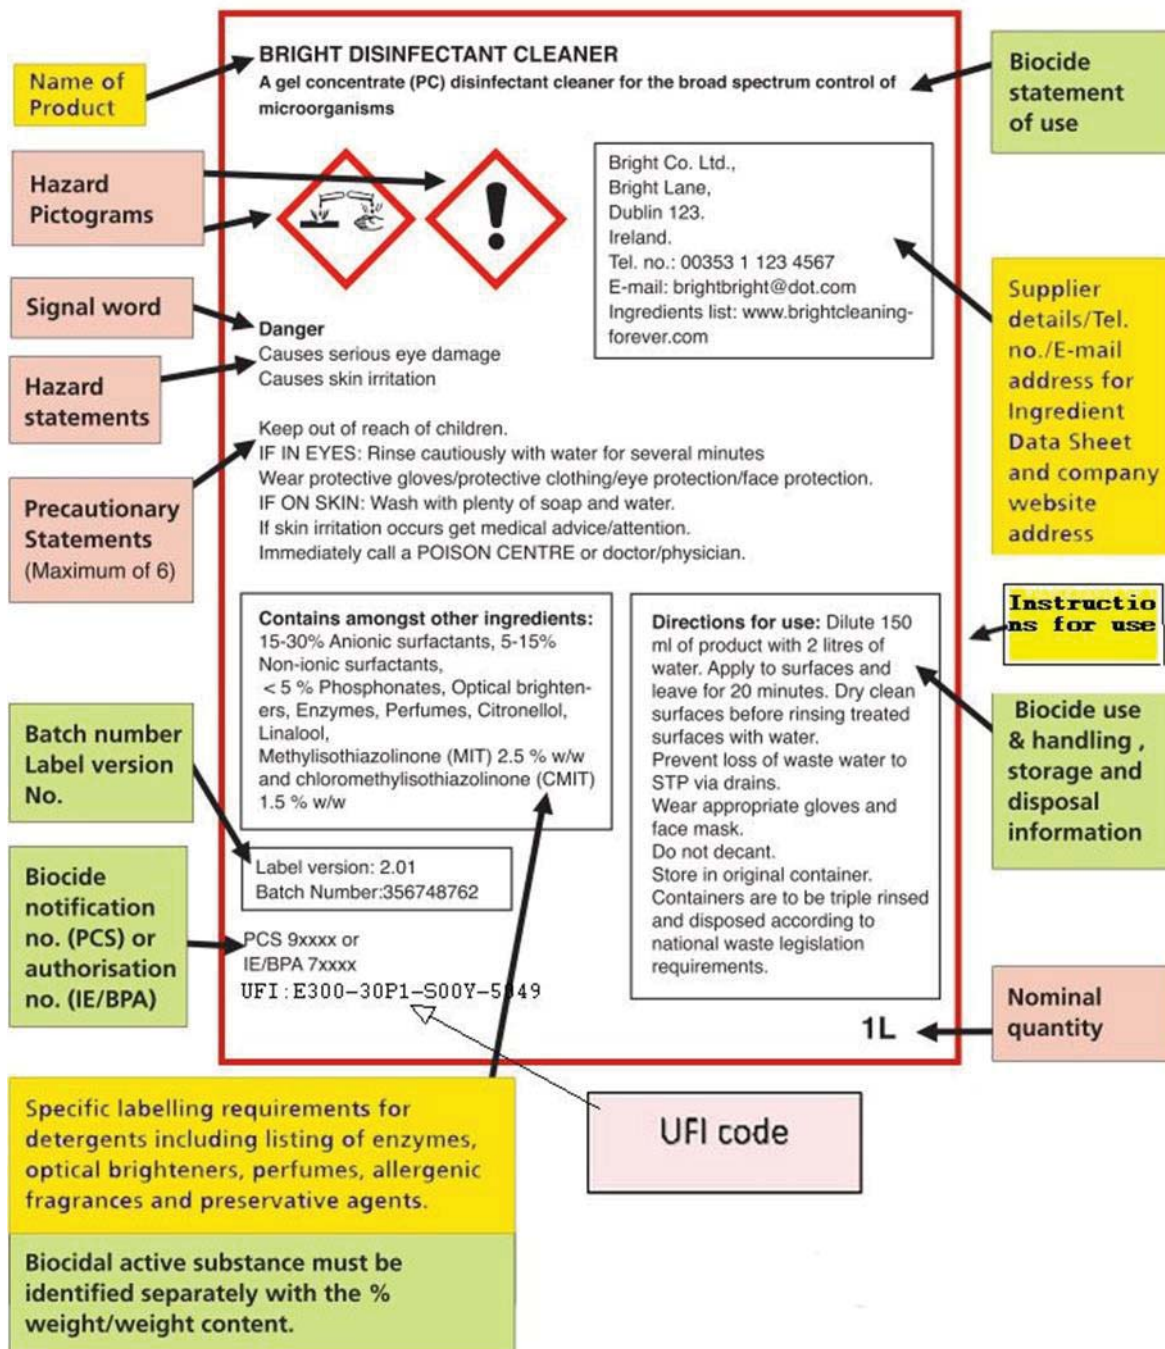 Name of
Product
Hazard
Pictograms
Signal word
Hazard
statements
Precautionary
Statements
(Maximum of 6)
Batch number
Label version
No.
Biocide
notification
no. (PCS) or
authorisation
no. (IE/BPA)
BRIGHT DISINFECTANT CLEANER
A gel concentrate (PC) disinfectant cleaner for the broad spectrum control of
microorganisms
Bright Co. Ltd.,
Bright Lane,
Dublin 123.
Ireland.
Tel. no.: 00353 1 123 4567
E-mail: brightbright@dot.com
Ingredients list: www.brightcleaning-
forever.com
Danger
Causes serious eye damage
Causes skin irritation
Keep out of reach of children.
IF IN EYES: Rinse cautiously with water for several minutes
Wear protective gloves/protective clothing/eye protection/face protection.
IF ON SKIN: Wash with plenty of soap and water.
If skin irritation occurs get medical advice/attention.
Immediately call a POISON CENTRE or doctor/physician.
Contains amongst other ingredients:
15-30% Anionic surfactants, 5-15%
Non-ionic surfactants,
< 5 % Phosphonates, Optical brighten-
ers, Enzymes, Perfumes, Citronellol,
Linalool,
Methylisothiazolinone (MIT) 2.5 % w/w
and chloromethylisothiazolinone (CMIT)
1.5 % w/w
Label version: 2.01
Batch Number:356748762
PCS 9xxxx or
IE/BPA 7xxxx
UFI:E300-30P1-S00Y-5049
Directions for use: Dilute 150
ml of product with 2 litres of
water. Apply to surfaces and
leave for 20 minutes. Dry clean
surfaces before rinsing treated
surfaces with water.
Prevent loss of waste water to
STP via drains.
Wear appropriate gloves and
face mask.
Do not decant.
Store in original container.
Containers are to be triple rinsed
and disposed according to
national waste legislation
requirements.
1L
Biocide
statement
of use
Supplier
details/Tel.
no./E-mail
address for
Ingredient
Data Sheet
and company
website
address
Instructio
ns for use
Biocide use
& handling ,
storage and
disposal
information
Nominal
quantity
Specific labelling requirements for
detergents including listing of enzymes,
optical brighteners, perfumes, allergenic
fragrances and preservative agents.
Biocidal active substance must be
identified separately with the %
weight/weight content.
UFI code